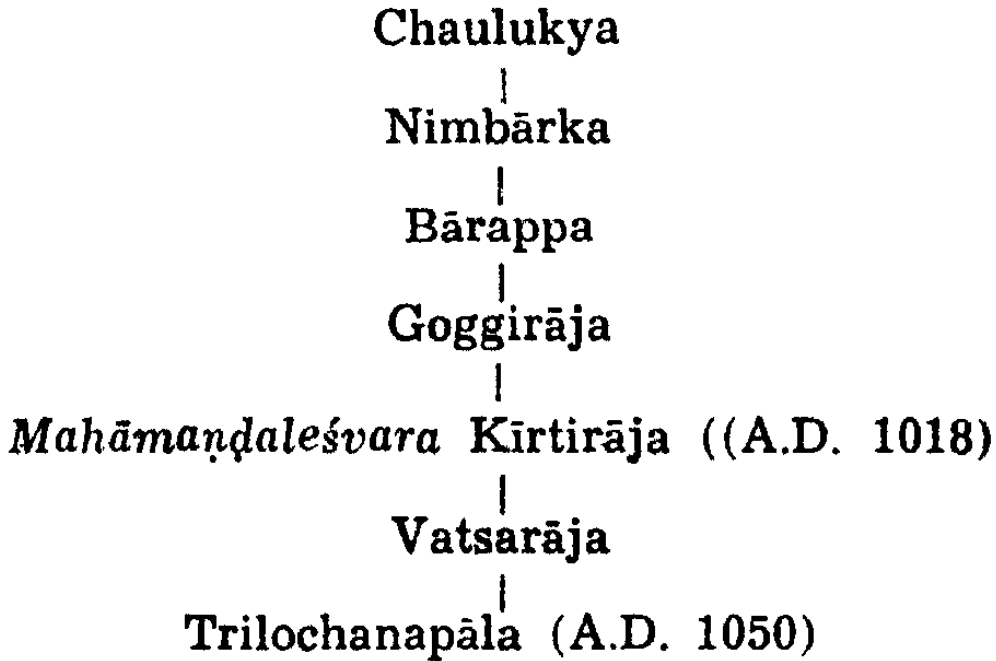 Chaulukya
Nimbārka
Bārappa
Goggirāja
Mahāmaṇḍaleśvara Kīrtirāja ((A.D. 1018)
Vatsarāja
Trilochanapāla (A.D. 1050)